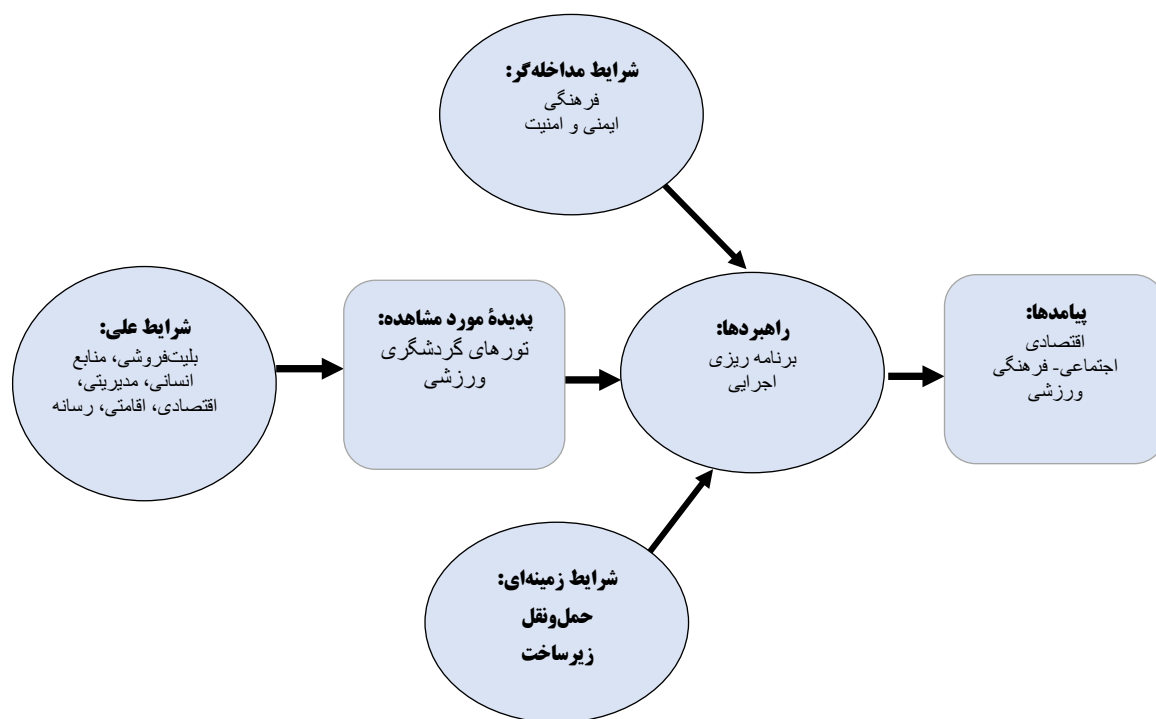 شرایط مداخله‌گر:
فرهنگی
ایمنی و امنیت
شرایط علی:
بلیت‌فروشی، منابع
انسانی، مدیریتی،
اقتصادی، اقامتی، رسانه
پدیدۀ مورد مشاهده:
تورهای گردشگری
ورزشی
راهبردها:
برنامه ریزی
اجرایی
پیامدها:
اقتصادی
اجتماعی- فرهنگی
ورزشی
شرایط زمینه‌ای:
حمل‌ونقل
زیرساخت